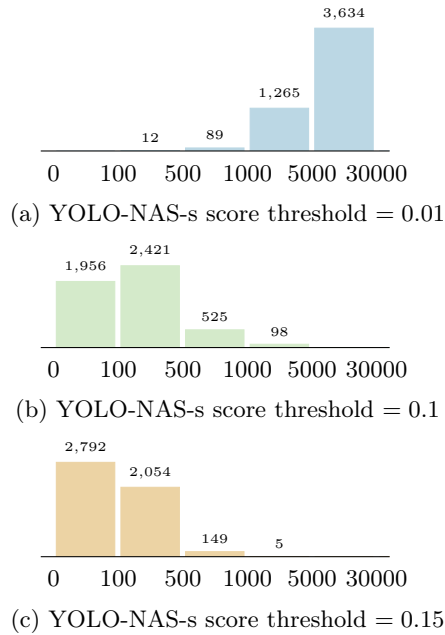 3,634
1,265
12 89
0 100 500 1000 5000 30000
(a) YOLO-NAS-s score threshold = 0.01
2,421
1,956
525
98
0 100 500 1000 5000 30000
(b) YOLO-NAS-s score threshold = 0.1
2,792
2,054
149 5
0 100 500 1000 5000 30000
(c) YOLO-NAS-s score threshold = 0.15